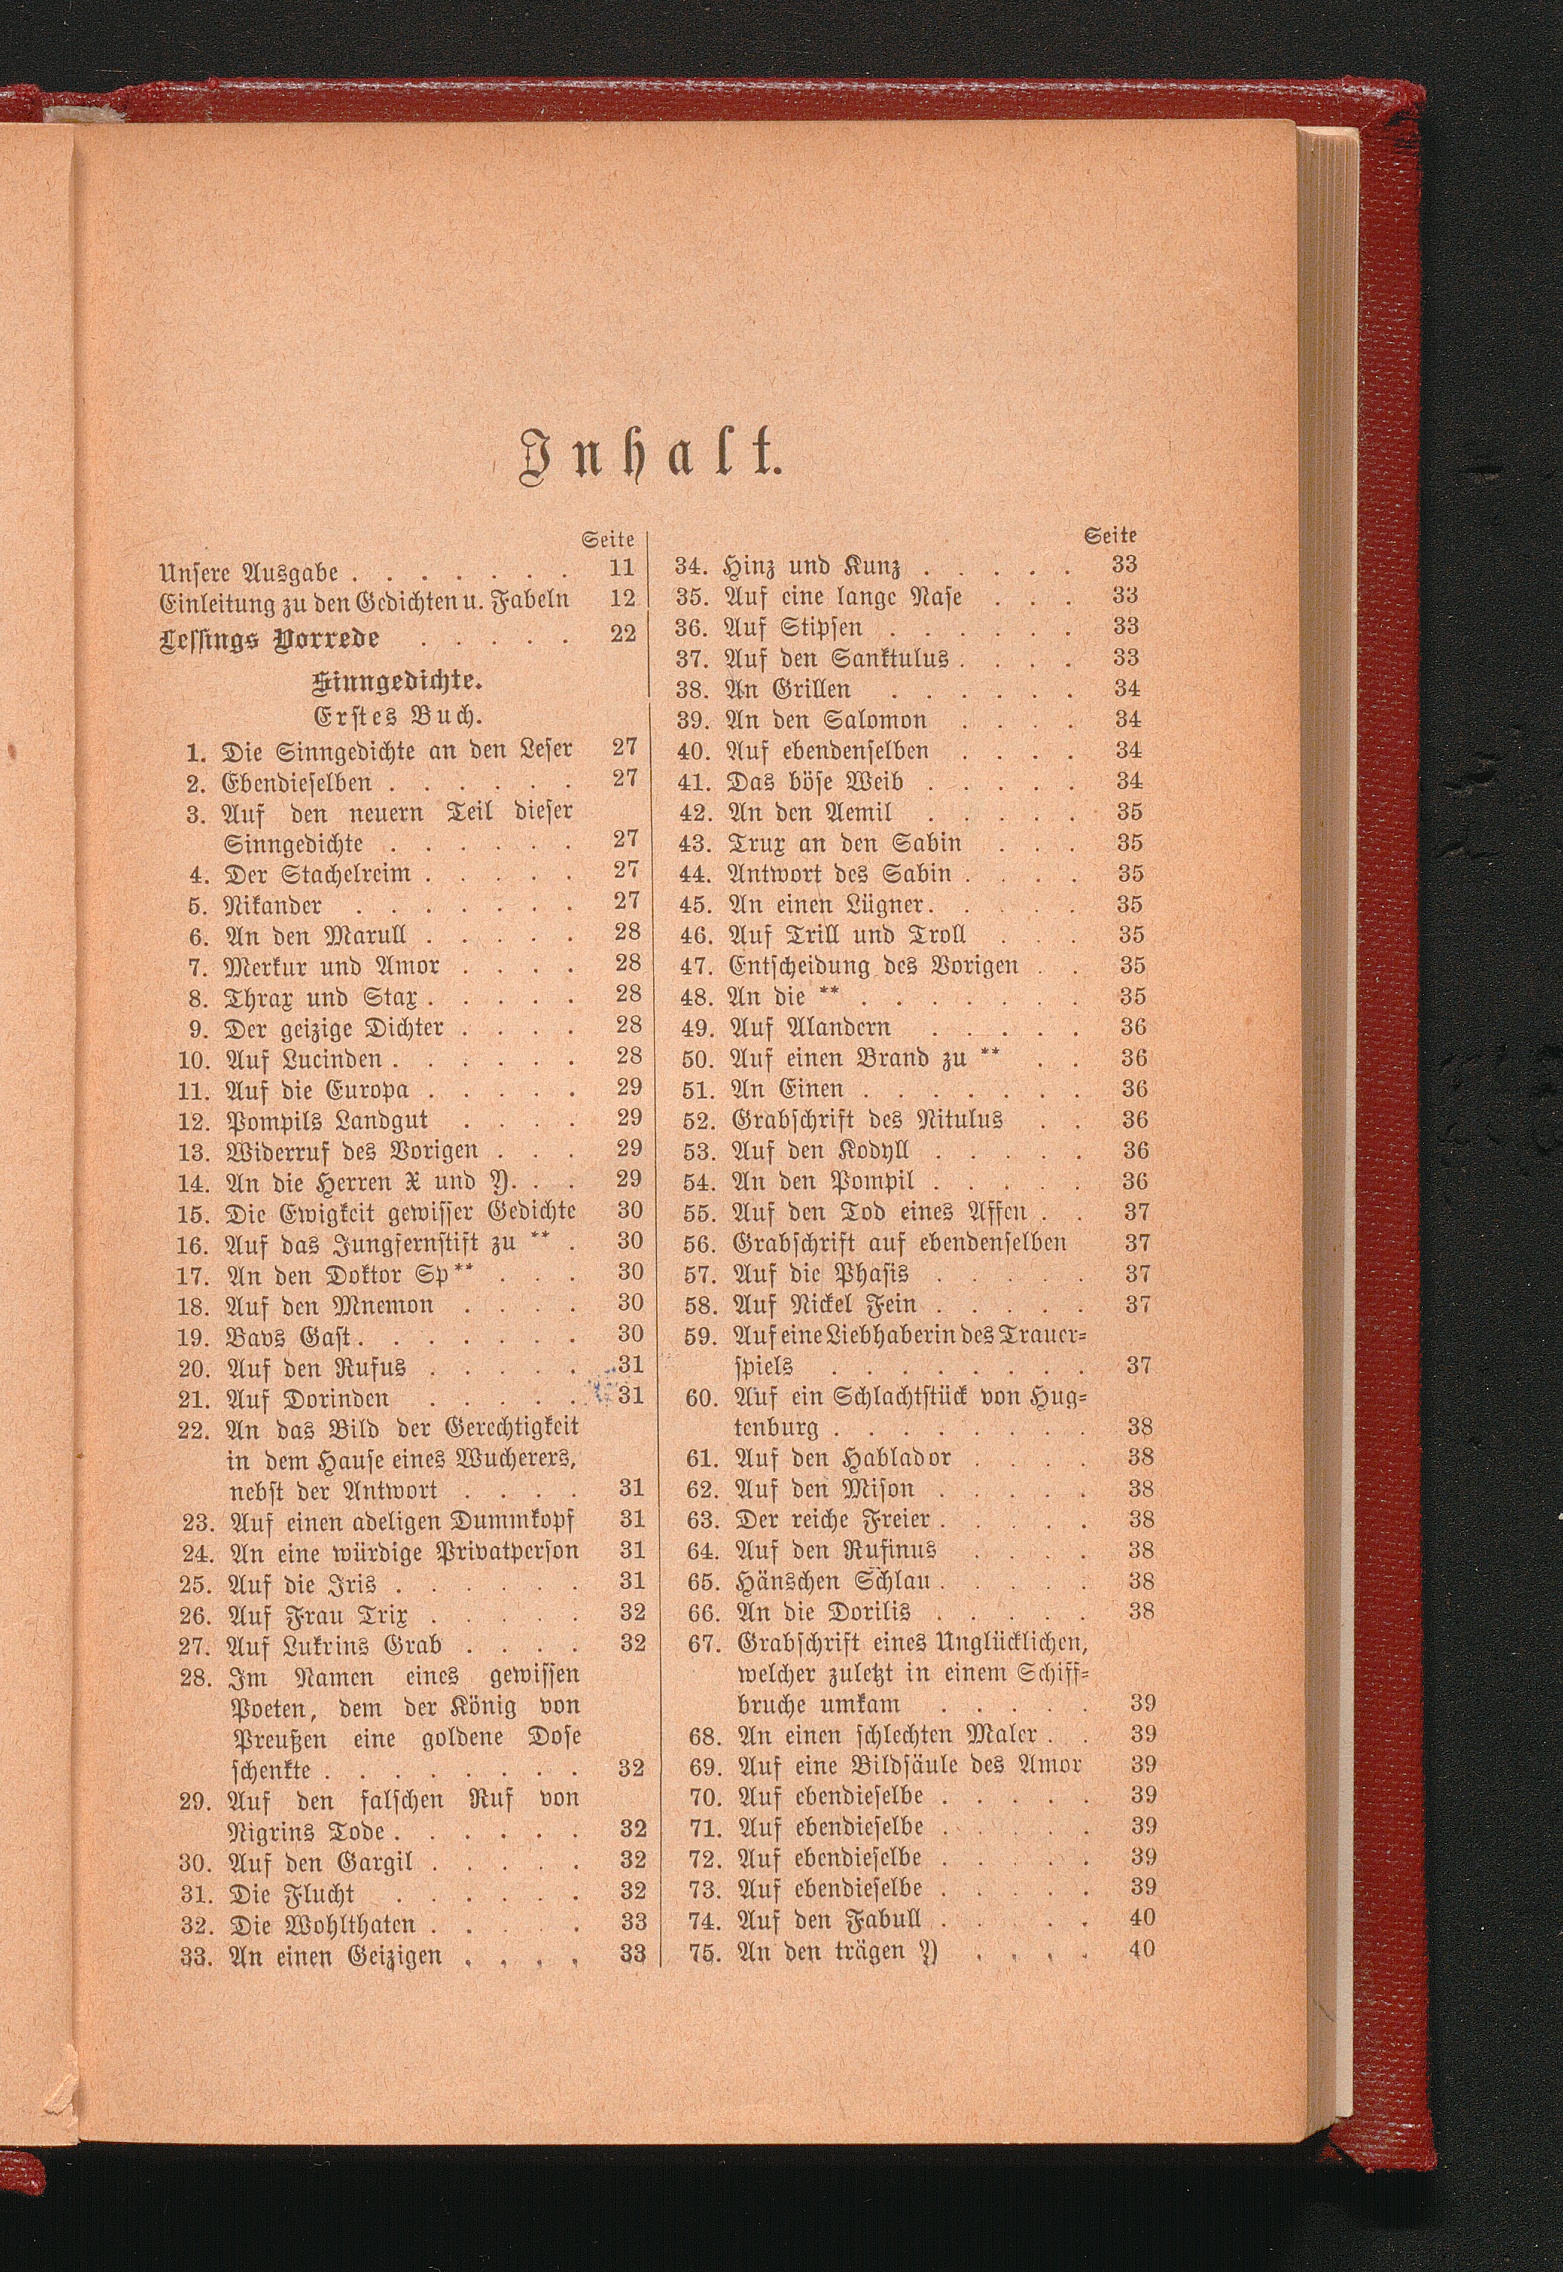 Inhalt.
Seite
Unsere Ausgabe . . . . . . . 11
Einleitung zu den Gedichten u. Fabeln 12
Lessings Vorrede . . . . . 22
Sinngedichte.
Erstes Buch.
1. Die Sinngedichte an den Leser 27
2. Ebendieselben . . . . . . 27
3. Auf den neuern Teil dieser
Sinngedichte . . . . . . 27
4. Der Stachelreim . . . . . 27
5. Nikander . . . . . . . 27
6. An den Marull . . . . . 28
7. Merkur und Amor . . . . 28
8. Thrax und Stax . . . . . 28
9. Der geizige Dichter . . . . 28
10. Auf Lucinden . . . . . . 28
11. Auf die Europa . . . . . 29
12. Pompils Landgut . . . . 29
13. Widerruf des Vorigen . . . 29
14. An die Herren X und Y. . . 29
15. Die Ewigkeit gewisser Gedichte 30
16. Auf das Jungfernstift zu ** . 30
17. An den Doktor Sp** . . . 30
18. Auf den Mnemon . . . . 30
19. Bavs Gast . . . . . . . 30
20. Auf den Rufus . . . . . 31
21. Auf Dorinden . . . . . 31
22. An das Bild der Gerechtigkeit
in dem Hause eines Wucherers,
nebst der Antwort . . . . 31
23. Auf einen adeligen Dummkopf 31
24. An eine würdige Privatperson 31
25. Auf die Iris . . . . . . 31
26. Auf Frau Trix . . . . . 32
27. Auf Lukrins Grab . . . . 32
28. Im Namen eines gewissen
Poeten, dem der König von
Preußen eine goldene Dose
schenkte . . . . . . . . 32
29. Auf den falschen Ruf von
Nigrins Tode . . . . . . 32
30. Auf den Gargil . . . . . 32
31. Die Flucht . . . . . . 32
32. Die Wohlthaten . . . . . 33
33. An einen Geizigen . . . . 33
Seite
34. Hinz und Kunz . . . . . 33
35. Auf eine lange Nase . . . 33
36. Auf Stipsen . . . . . . 33
37. Auf den Sanktulus . . . . 33
38. An Grillen . . . . . . 34
39. An den Salomon . . . . 34
40. Auf ebendenselben . . . . 34
41. Das böse Weib . . . . . 34
42. An den Aemil . . . . . 35
43. Trux an den Sabin . . . 35
44. Antwort des Sabin . . . . 35
45. An einen Lügner . . . . . 35
46. Auf Trill und Troll . . . 35
47. Entscheidung des Vorigen . . 35
48. An die ** . . . . . . . 35
49. Auf Alandern . . . . . 36
50. Auf einen Brand zu ** . . 36
51. An Einen . . . . . . . 36
52. Grabschrift des Nitulus . . 36
53. Auf den Kodyll . . . . . 36
54. An den Pompil . . . . . 36
55. Auf den Tod eines Affen . . 37
56. Grabschrift auf ebendenselben 37
57. Auf die Phasis . . . . . 37
58. Auf Nickel Fein . . . . . 37
59. Auf eine Liebhaberin des Trauer-
spiels . . . . . . . . 37
60. Auf ein Schlachtstück von Hug-
tenburg . . . . . . . . 38
61. Auf den Hablador . . . . 38
62. Auf den Mison . . . . . 38
63. Der reiche Freier . . . . . 38
64. Auf den Rufinus . . . . 38
65. Hänschen Schlau . . . . . 38
66. An die Dorilis . . . . . 38
67. Grabschrift eines Unglücklichen,
welcher zuletzt in einem Schiff-
bruche umkam . . . . . 39
68. An einen schlechten Maler . . 39
69. Auf eine Bildsäule des Amor 39
70. Auf ebendieselbe . . . . . 39
71. Auf ebendieselbe . . . . . 39
72. Auf ebendieselbe . . . . . 39
73. Auf ebendieselbe . . . . . 39
74. Auf den Fabull . . . . . 40
75. An den trägen Y . . . . 40